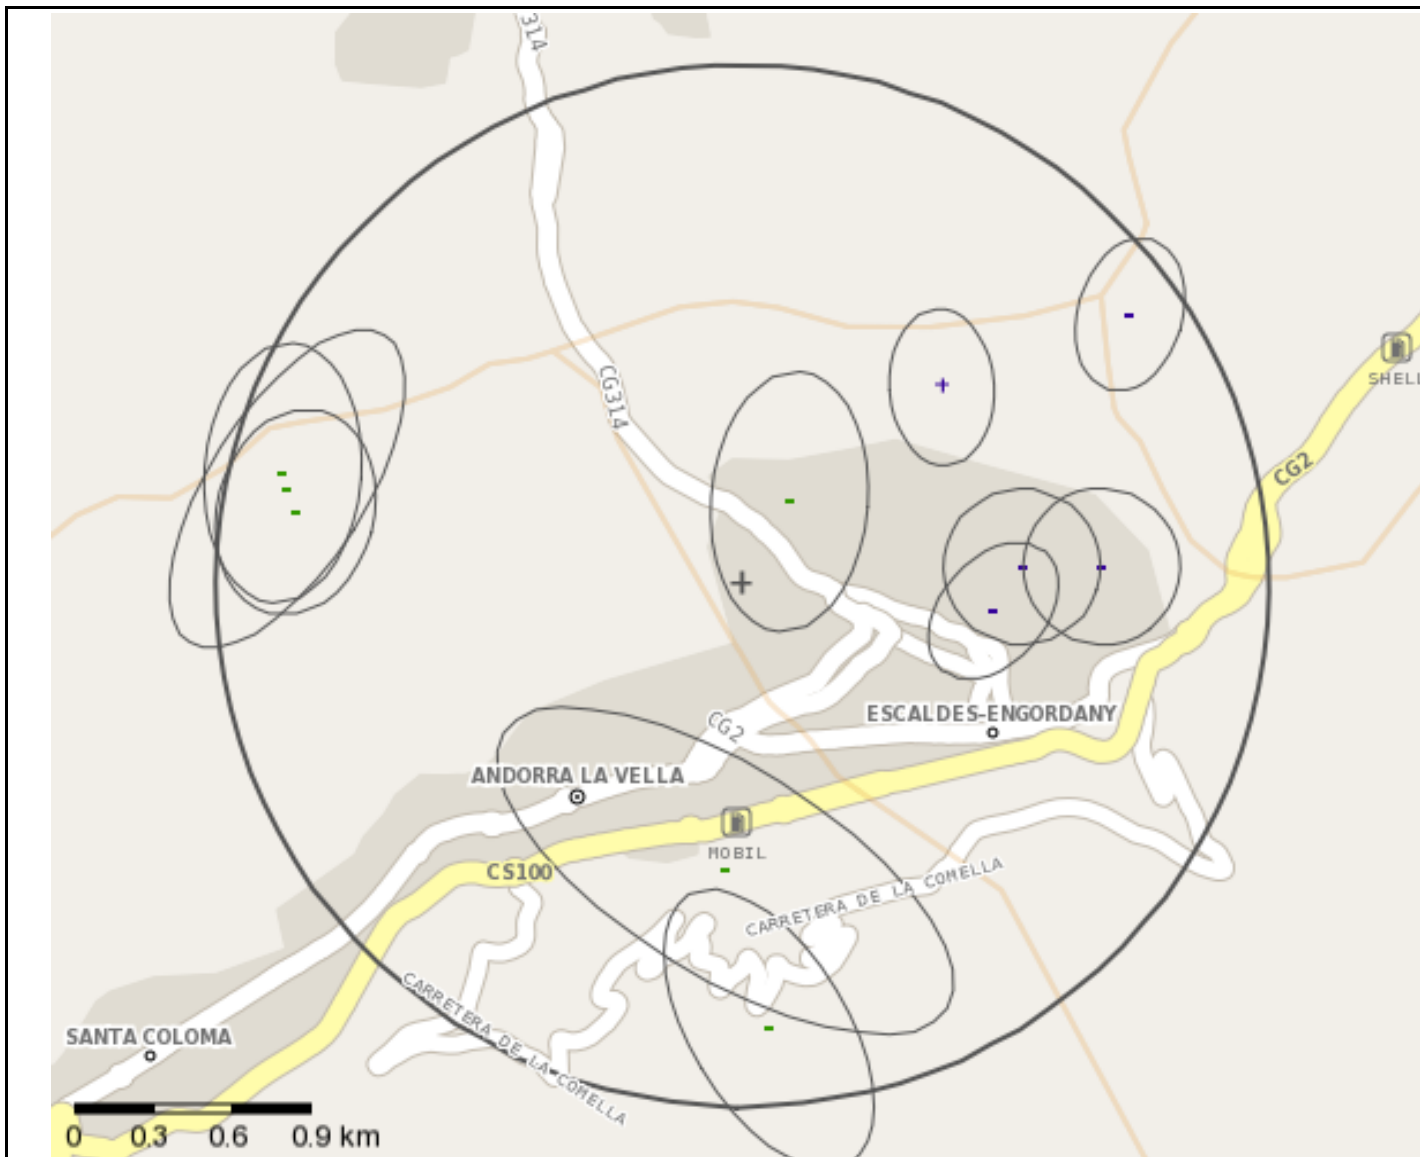 314
CG314
SHELL
CG2
ESCALDES-ENGORDANY
CG2
ANDORRA LA VELLA
MOBIL
CS100
CARRETERA DE LA COMELLA
CARRETERA DE LA COMELLA
SANTA COLOMA
0 0.3 0.6 0.9 km